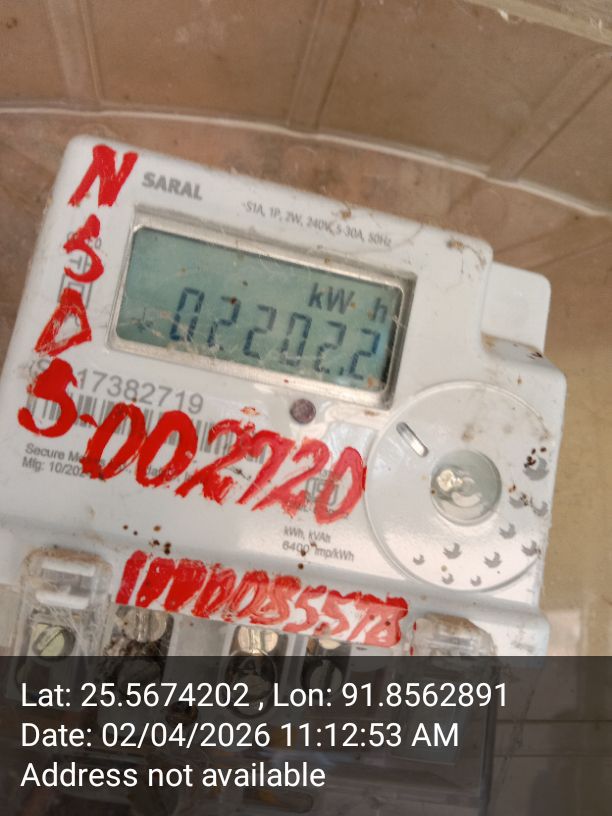 SARAL
S1A, 1P, 2W, 240V, 5-30A, 50Hz
kW h
02202.2
N
S
D
S-002720
17382719
Secure
Mfg: 10/20
kWh, kVAh
6400 imp/kWh
Lat: 25.5674202 , Lon: 91.8562891
Date: 02/04/2026 11:12:53 AM
Address not available